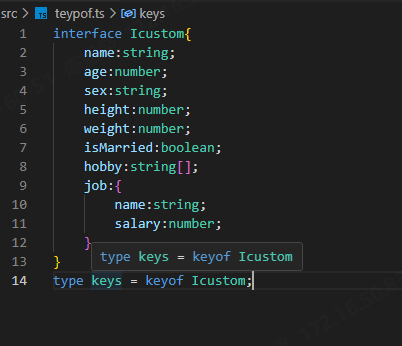 src > TS teypof.ts > keys
1 interface Icustom{
2 name:string;
3 age:number;
4 sex:string;
5 height:number;
6 weight:number;
7 isMarried:boolean;
8 hobby:string[];
9 job:{
10 name:string;
11 salary:number;
12 }
type keys = keyof Icustom
13 }
14 type keys = keyof Icustom;